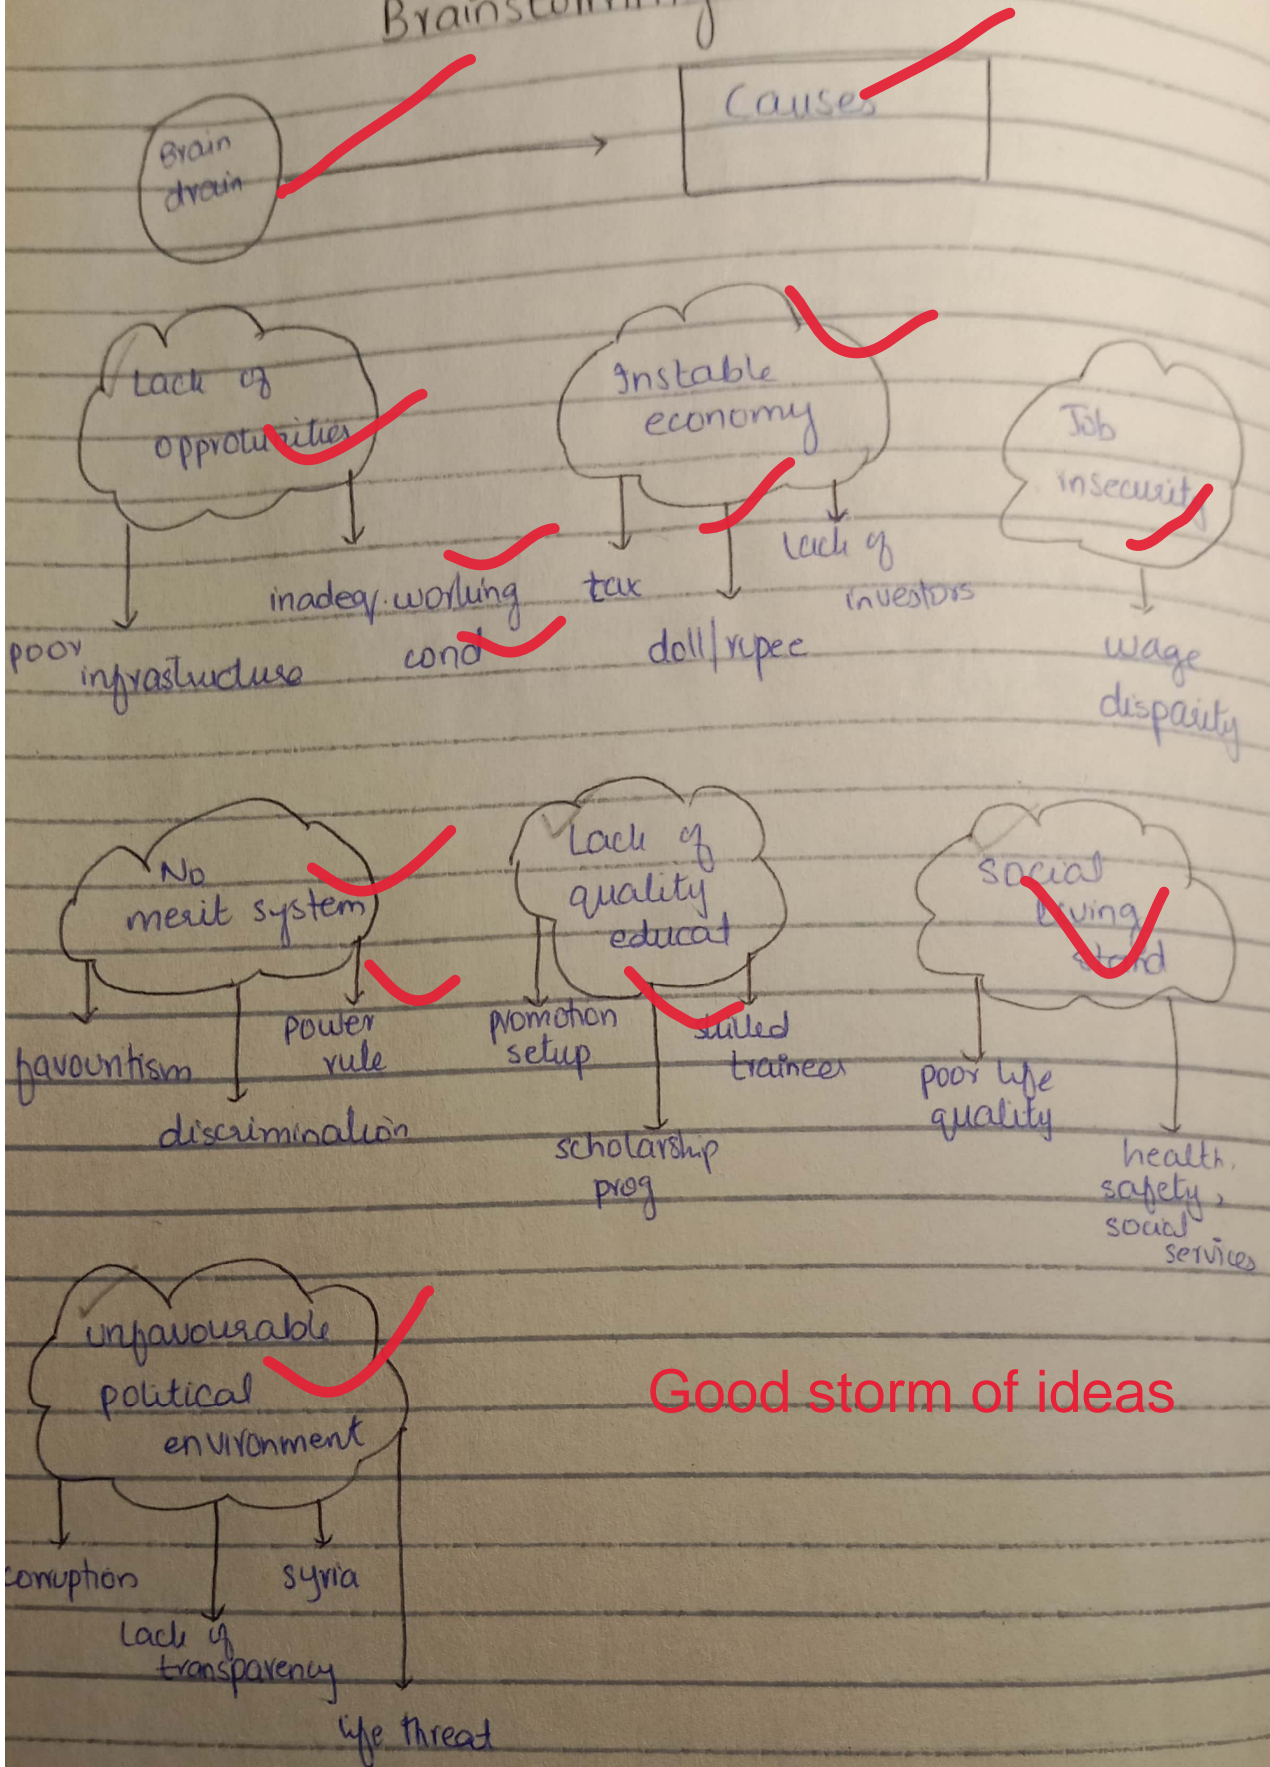 Brainstorming
Brain
drain
Causes
Lack of
opprotunities
Instable
economy
Job
insecurity
poor
infrastructure
inadeq. working
cond
tax
doll/rupee
lack of
investors
wage
disparity
No
merit system
Lack of
quality
educat
social
living
stand
favouritism
discrimination
power
rule
promotion
setup
scholarship
prog
skilled
trainees
poor life
quality
health,
safety,
social
services
unfavourable
political
environment
Good storm of ideas
corruption
Lack of
transparency
syria
life threat